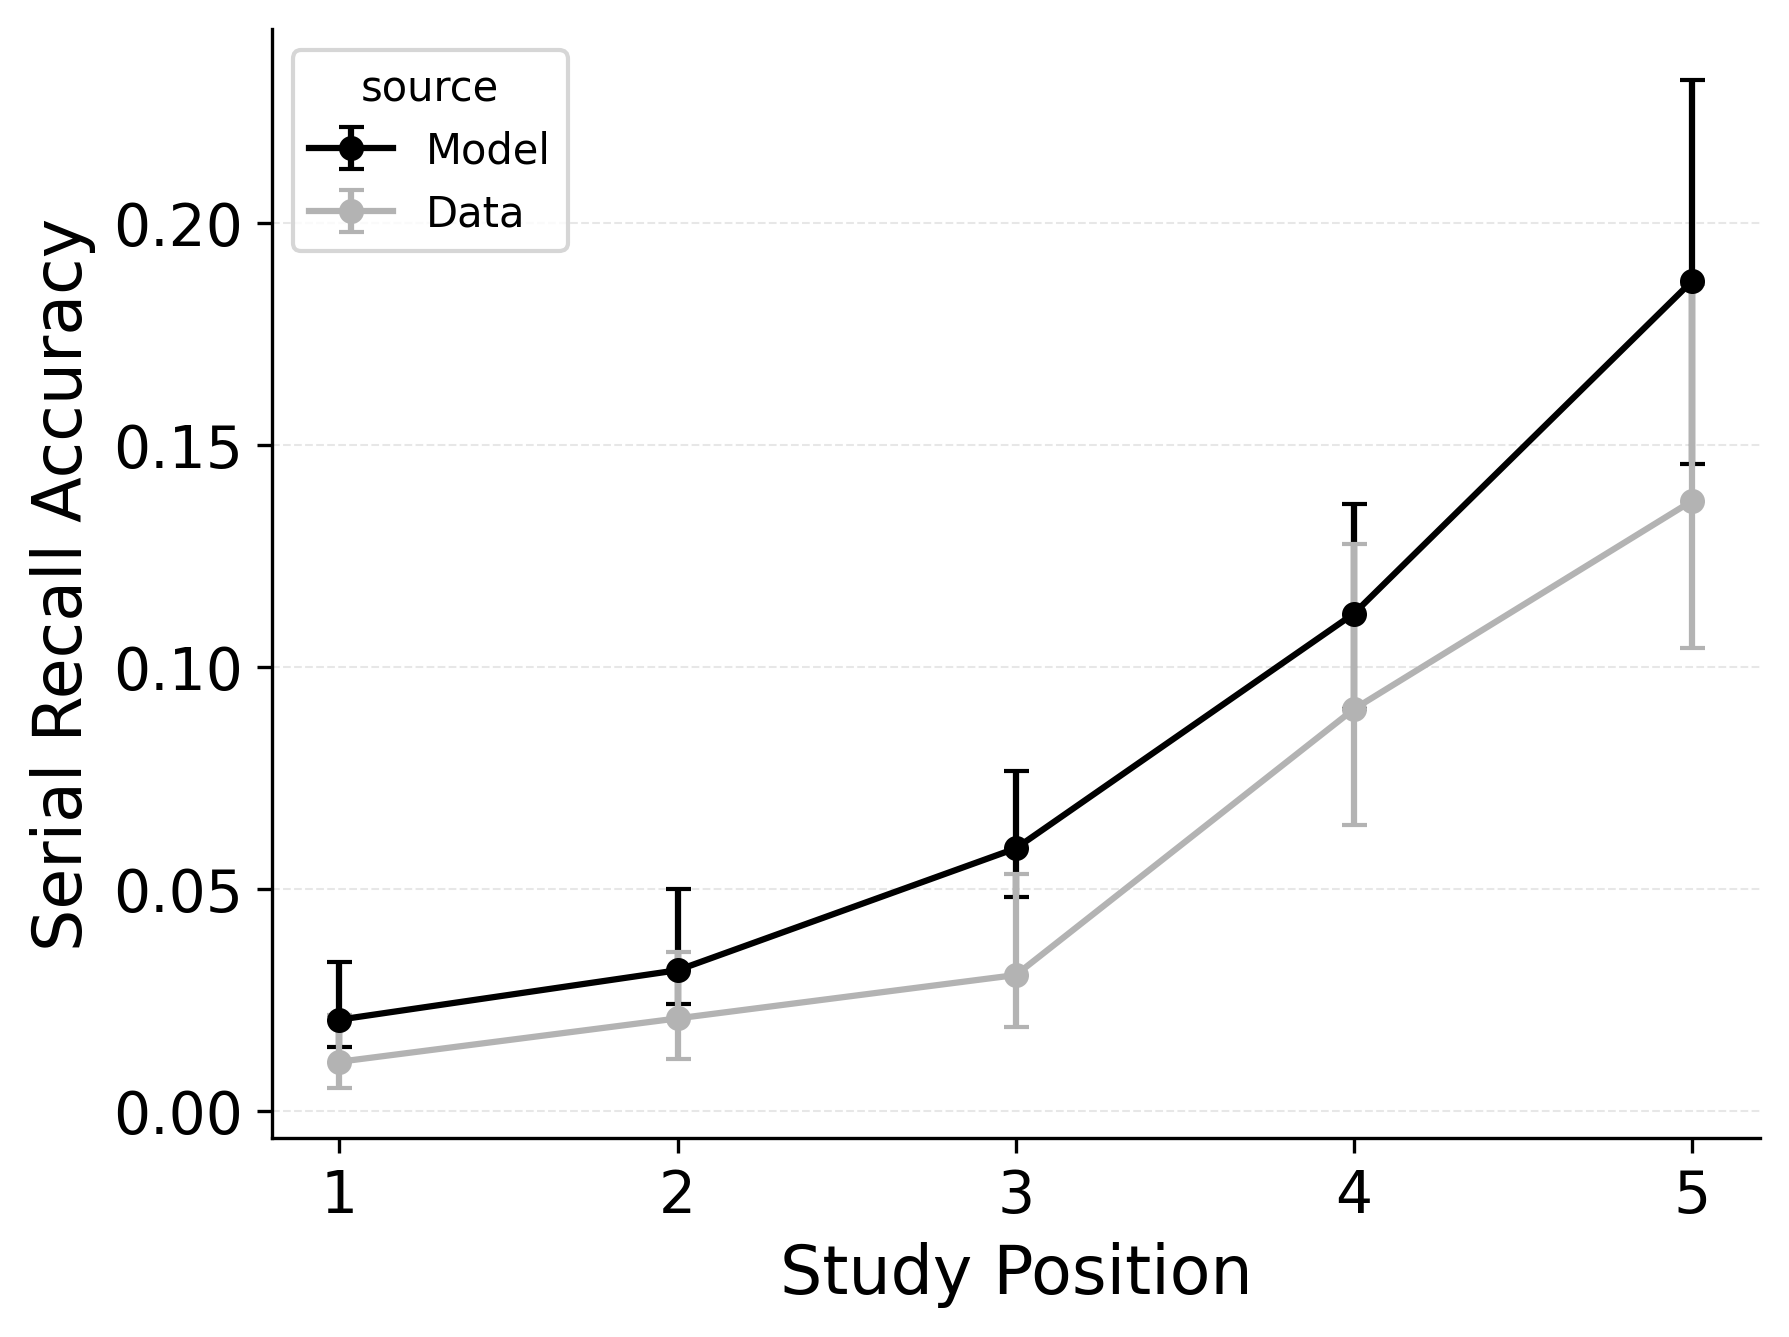 source
Model
Data
Serial Recall Accuracy
0.20
0.15
0.10
0.05
0.00
1 2 3 4 5
Study Position